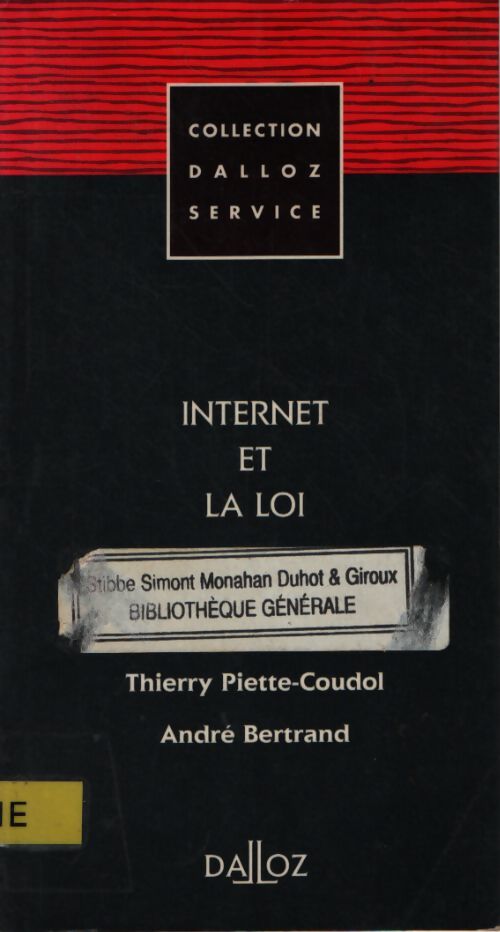 COLLECTION
DALLOZ
SERVICE
INTERNET
ET
LA LOI
Stibbe Simont Monahan Duhot & Giroux
BIBLIOTHÈQUE GÉNÉRALE
Thierry Piette-Coudol
André Bertrand
IE
DALLOZ